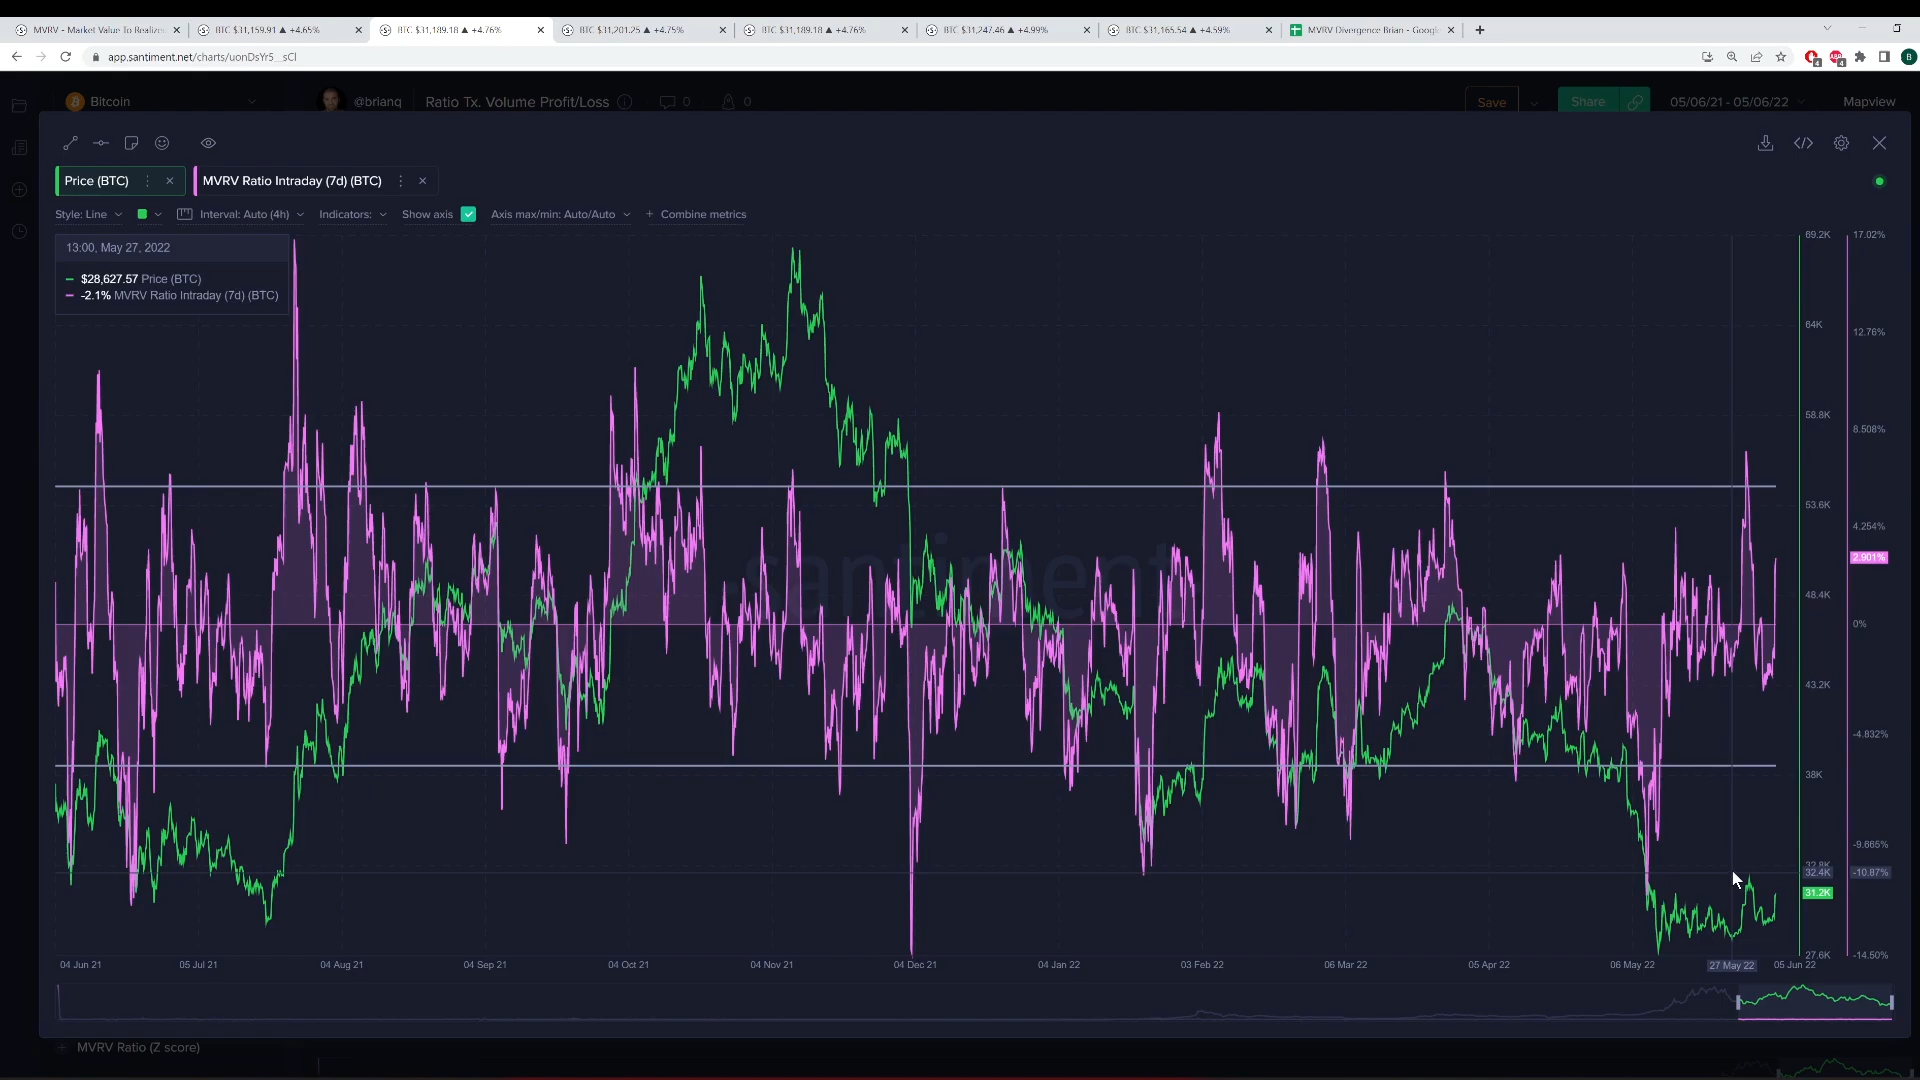 MVRV - Market Value To Realize
BTC $31,159.91 ▲ +4.65%
BTC $31,189.18 ▲ +4.76%
BTC $31,201.25 ▲ +4.75%
BTC $31,189.18 ▲ +4.76%
BTC $31,247.46 ▲ +4.99%
BTC $31,165.54 ▲ +4.59%
MVRV Divergence Brian - Google
app.santiment.net/charts/uonDsYr5__sCl
B
Bitcoin
@brianq
Ratio Tx. Volume Profit/Loss
0
0
Save
Share
05/06/21 - 05/06/22
Mapview
Price (BTC)
MVRV Ratio Intraday (7d) (BTC)
Style: Line
Interval: Auto (4h)
Indicators:
Show axis
Axis max/min: Auto/Auto
+ Combine metrics
13:00, May 27, 2022
$28,627.57 Price (BTC)
-2.1% MVRV Ratio Intraday (7d) (BTC)
santiment
69.2K
64K
58.8K
53.6K
48.4K
43.2K
38K
32.8K
32.4K
31.2K
27.6K
17.02%
12.76%
8.508%
4.254%
2.901%
0%
-4.832%
-9.665%
-10.87%
-14.50%
04 Jun 21
05 Jul 21
04 Aug 21
04 Sep 21
04 Oct 21
04 Nov 21
04 Dec 21
04 Jan 22
03 Feb 22
06 Mar 22
05 Apr 22
06 May 22
27 May 22
05 Jun 22
+ MVRV Ratio (Z score)